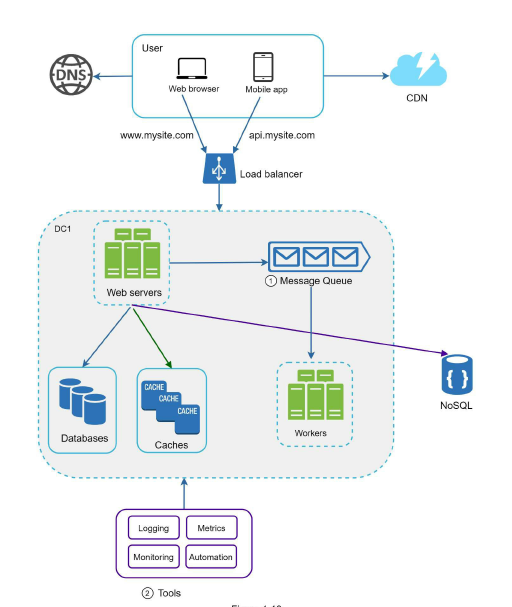 User
DNS
Web browser
Mobile app
CDN
www.mysite.com
api.mysite.com
Load balancer
DC1
Web servers
1 Message Queue
Databases
CACHE
CACHE
CACHE
Caches
Workers
{ }
NoSQL
Logging
Metrics
Monitoring
Automation
2 Tools